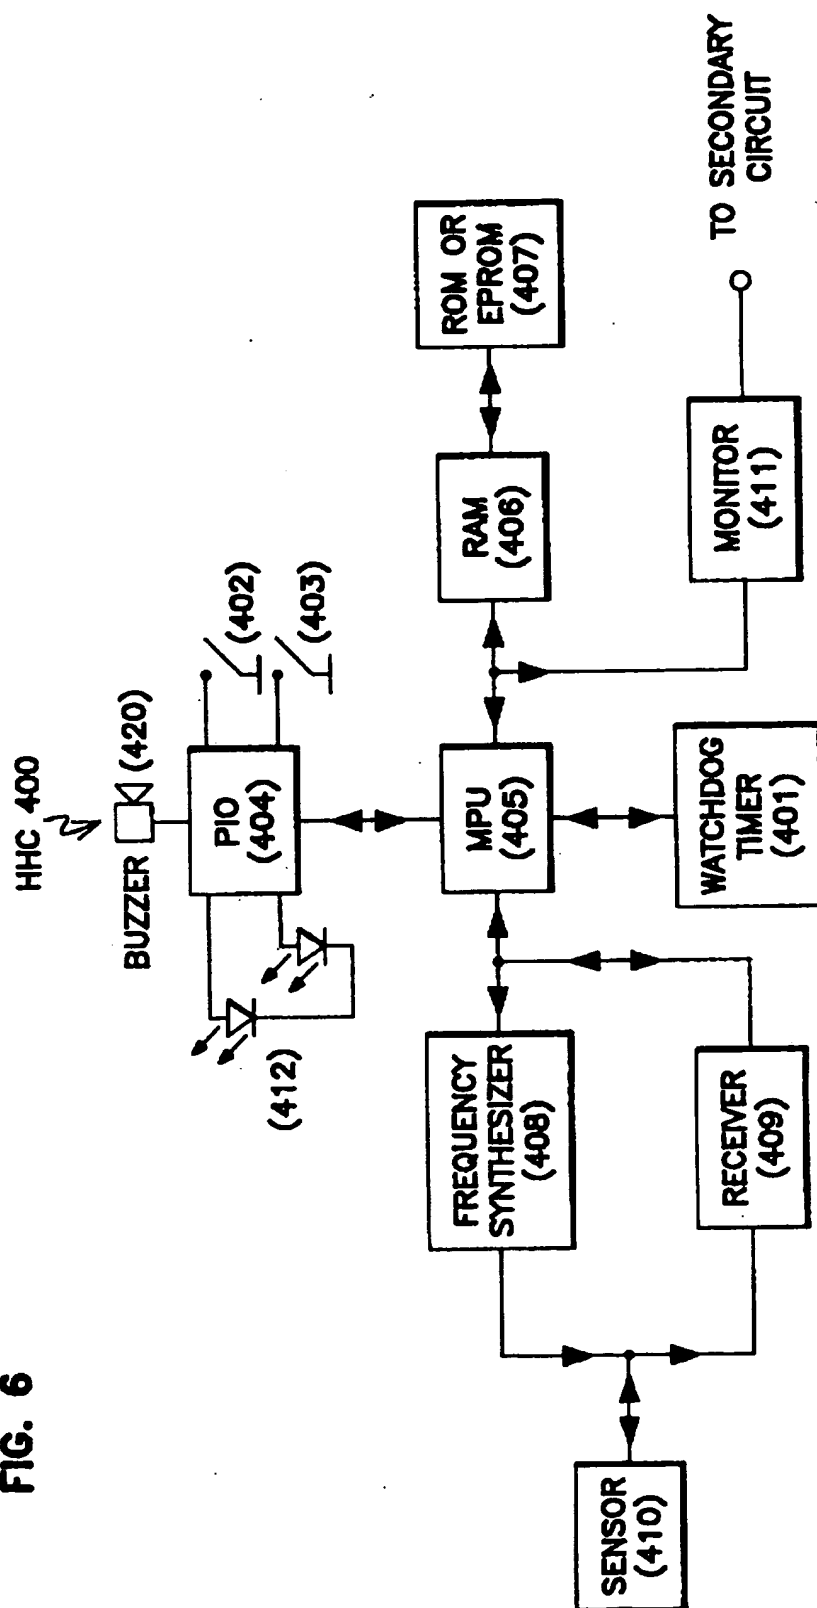 FIG. 6
HHC 400
BUZZER
(420)
PIO
(404)
(402)
(403)
(412)
FREQUENCY
SYNTHESIZER
(408)
MPU
(405)
RAM
(406)
ROM OR
EPROM
(407)
SENSOR
(410)
RECEIVER
(409)
WATCHDOG
TIMER
(401)
MONITOR
(411)
TO SECONDARY
CIRCUIT